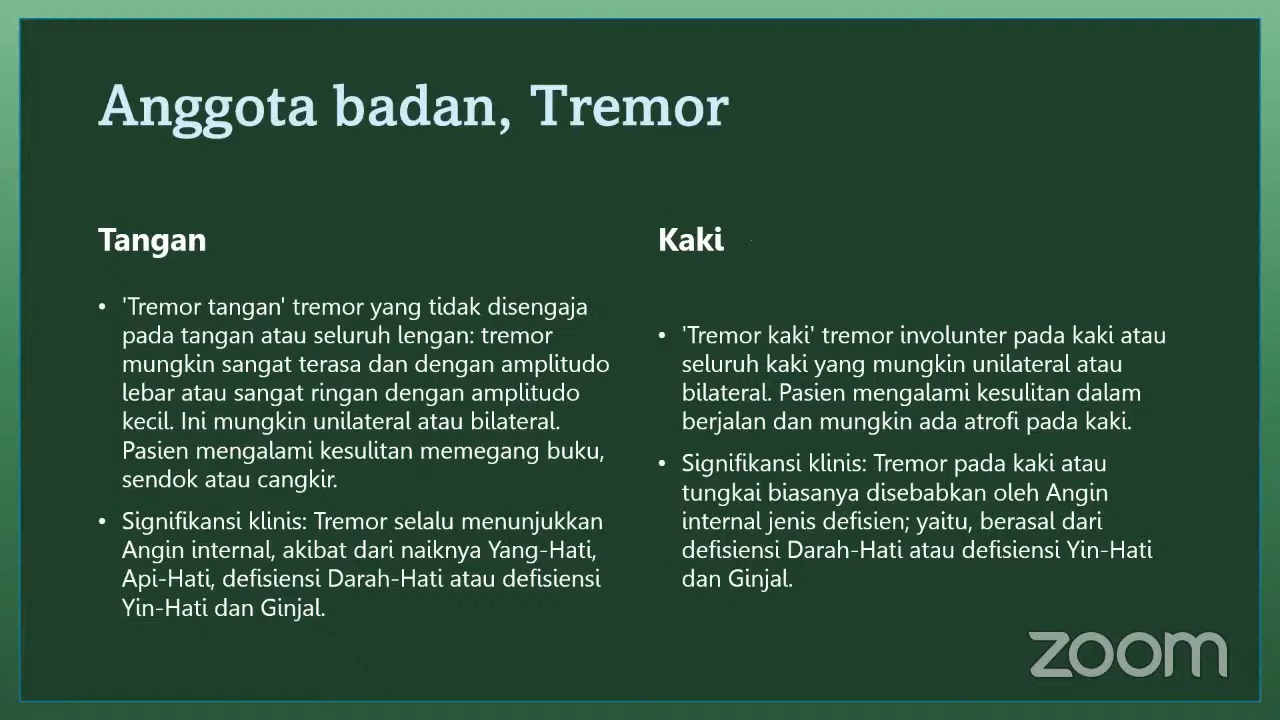 Anggota badan, Tremor
Tangan
• 'Tremor tangan' tremor yang tidak disengaja
pada tangan atau seluruh lengan: tremor
mungkin sangat terasa dan dengan amplitudo
lebar atau sangat ringan dengan amplitudo
kecil. Ini mungkin unilateral atau bilateral.
Pasien mengalami kesulitan memegang buku,
sendok atau cangkir.
• Signifikansi klinis: Tremor selalu menunjukkan
Angin internal, akibat dari naiknya Yang-Hati,
Api-Hati, defisiensi Darah-Hati atau defisiensi
Yin-Hati dan Ginjal.
Kaki
• 'Tremor kaki' tremor involunter pada kaki atau
seluruh kaki yang mungkin unilateral atau
bilateral. Pasien mengalami kesulitan dalam
berjalan dan mungkin ada atrofi pada kaki.
• Signifikansi klinis: Tremor pada kaki atau
tungkai biasanya disebabkan oleh Angin
internal jenis defisien; yaitu, berasal dari
defisiensi Darah-Hati atau defisiensi Yin-Hati
dan Ginjal.
zoom